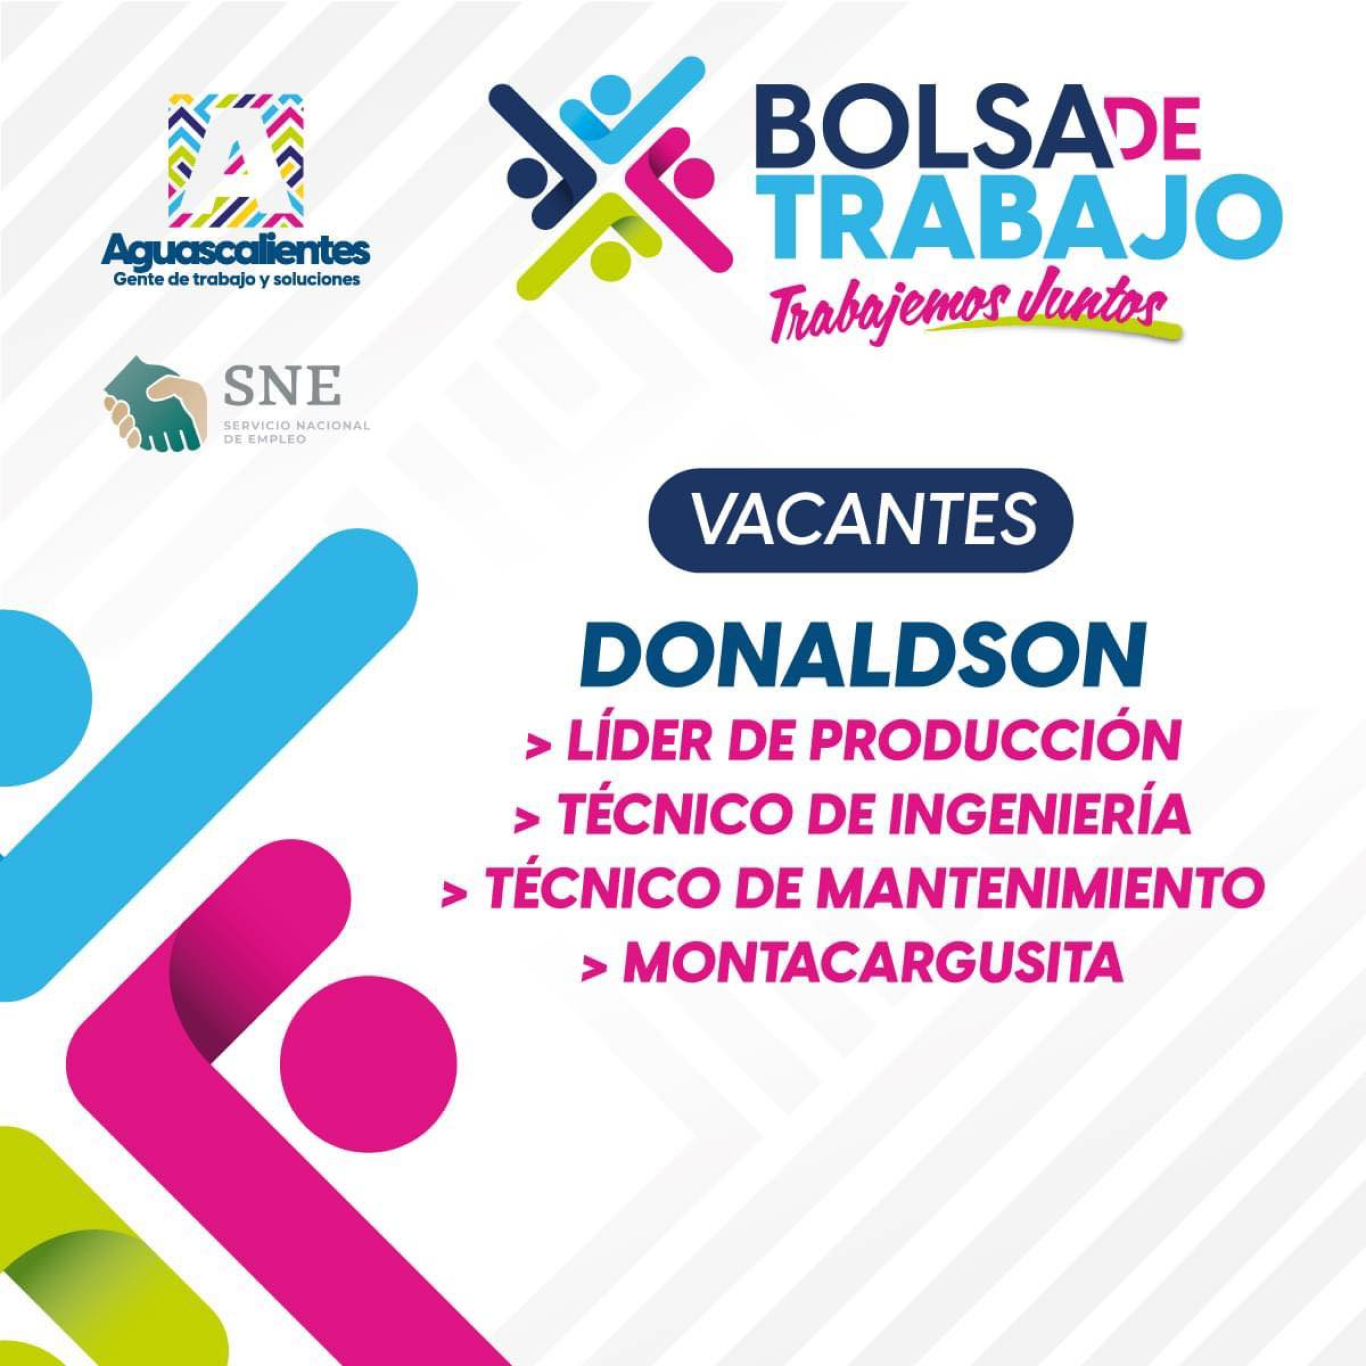 A
Aguascalientes
Gente de trabajo y soluciones
SNE
SERVICIO NACIONAL
DE EMPLEO
BOLSA DE
TRABAJO
Trabajemos Juntos
VACANTES
DONALDSON
> LÍDER DE PRODUCCIÓN
> TÉCNICO DE INGENIERÍA
> TÉCNICO DE MANTENIMIENTO
> MONTACARGUSITA